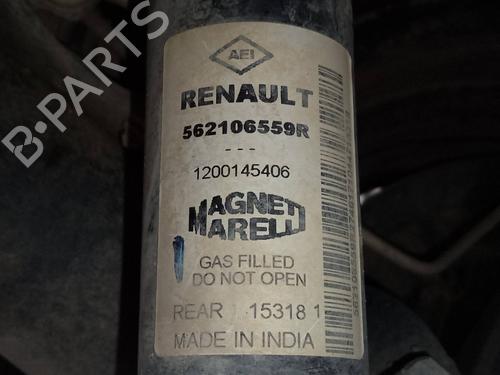 AEI
RENAULT
562106559R
---
1200145406
MAGNETI
MARELLI
GAS FILLED
DO NOT OPEN
REAR 15318 1
MADE IN INDIA
B-PARTS